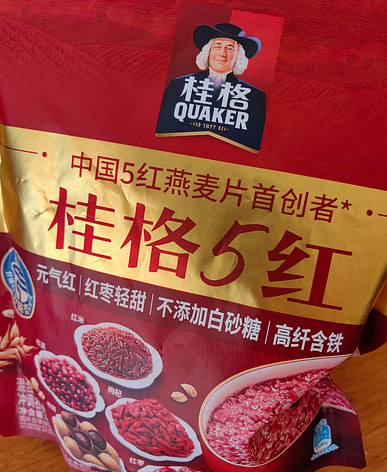 桂格
QUAKER
1877
中国5红燕麦片首创者*
桂格5红
元气红 | 红枣轻甜 | 不添加白砂糖 | 高纤含铁
红米
枸杞
红枣